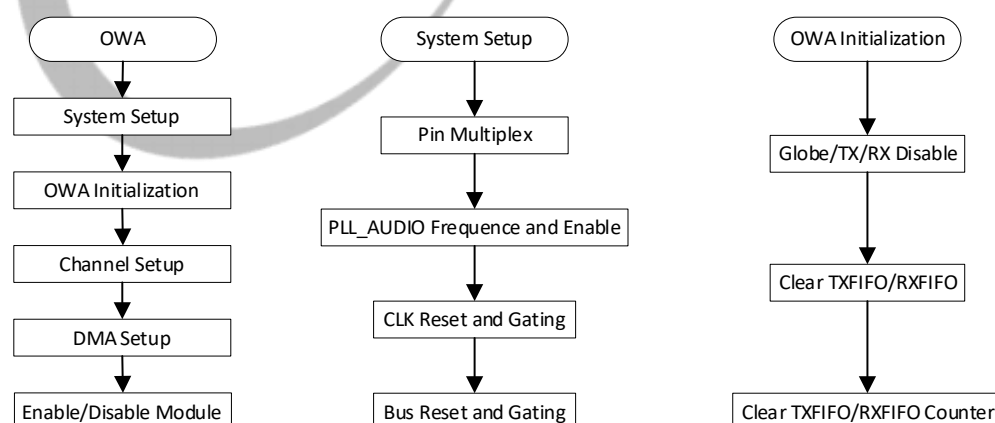 OWA
System Setup
OWA Initialization
Channel Setup
DMA Setup
Enable/Disable Module
System Setup
Pin Multiplex
PLL_AUDIO Frequence and Enable
CLK Reset and Gating
Bus Reset and Gating
OWA Initialization
Globe/TX/RX Disable
Clear TXFIFO/RXFIFO
Clear TXFIFO/RXFIFO Counter